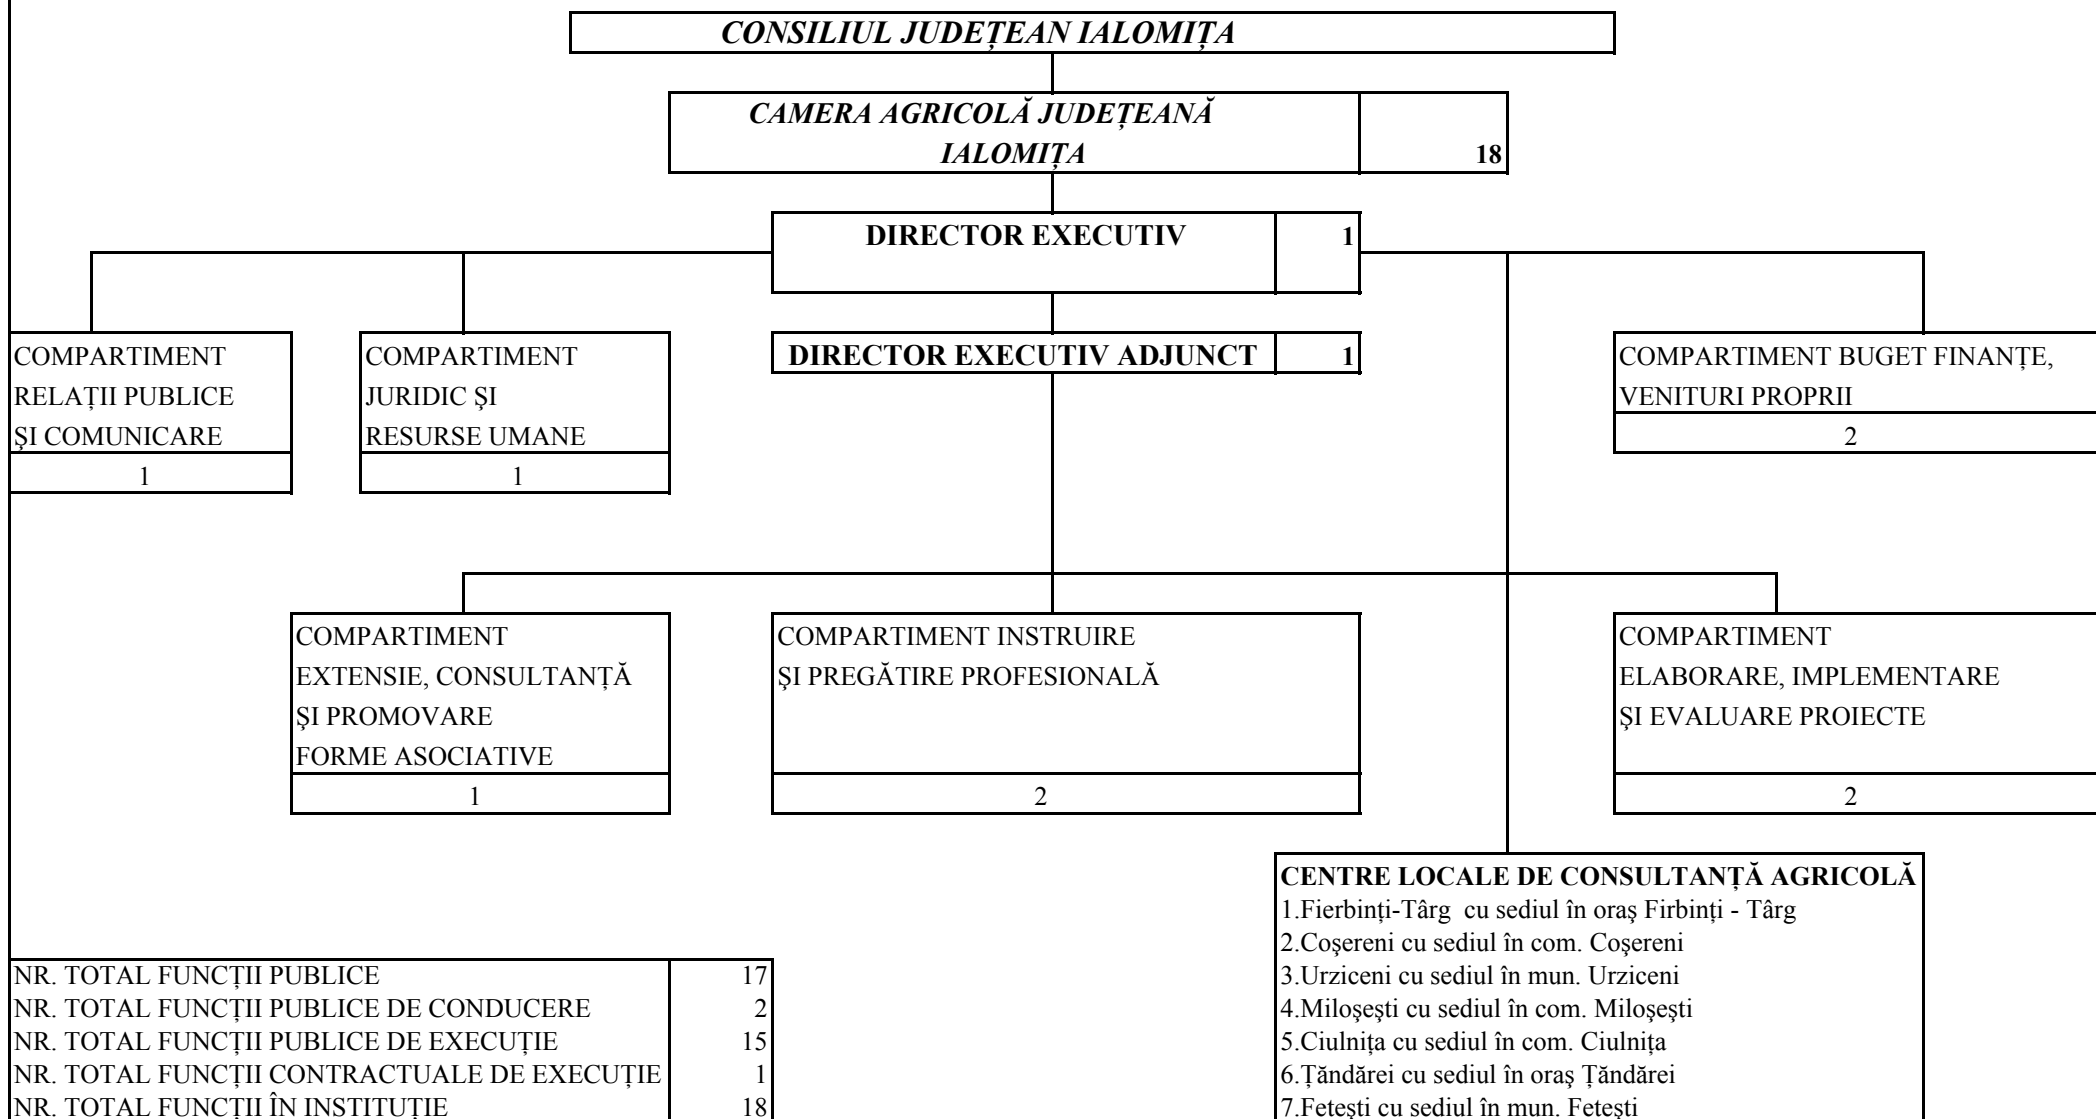 CONSILIUL JUDEȚEAN IALOMIȚA
CAMERA AGRICOLĂ JUDEȚEANĂ
IALOMIȚA
18
DIRECTOR EXECUTIV
1
COMPARTIMENT
RELAȚII PUBLICE
ŞI COMUNICARE
1
COMPARTIMENT
JURIDIC ŞI
RESURSE UMANE
1
DIRECTOR EXECUTIV ADJUNCT
1
COMPARTIMENT BUGET FINANȚE,
VENITURI PROPRII
2
COMPARTIMENT
EXTENSIE, CONSULTANȚĂ
ŞI PROMOVARE
FORME ASOCIATIVE
1
COMPARTIMENT INSTRUIRE
ŞI PREGĂTIRE PROFESIONALĂ
2
COMPARTIMENT
ELABORARE, IMPLEMENTARE
ŞI EVALUARE PROIECTE
2
NR. TOTAL FUNCȚII PUBLICE 17
NR. TOTAL FUNCȚII PUBLICE DE CONDUCERE 2
NR. TOTAL FUNCȚII PUBLICE DE EXECUȚIE 15
NR. TOTAL FUNCȚII CONTRACTUALE DE EXECUȚIE 1
NR. TOTAL FUNCȚII ÎN INSTITUȚIE 18
CENTRE LOCALE DE CONSULTANȚĂ AGRICOLĂ
1.Fierbinți-Târg cu sediul în oraş Firbinți - Târg
2.Coşereni cu sediul în com. Coşereni
3.Urziceni cu sediul în mun. Urziceni
4.Miloşeşti cu sediul în com. Miloşeşti
5.Ciulnița cu sediul în com. Ciulnița
6.Țăndărei cu sediul în oraş Țăndărei
7.Feteşti cu sediul în mun. Feteşti